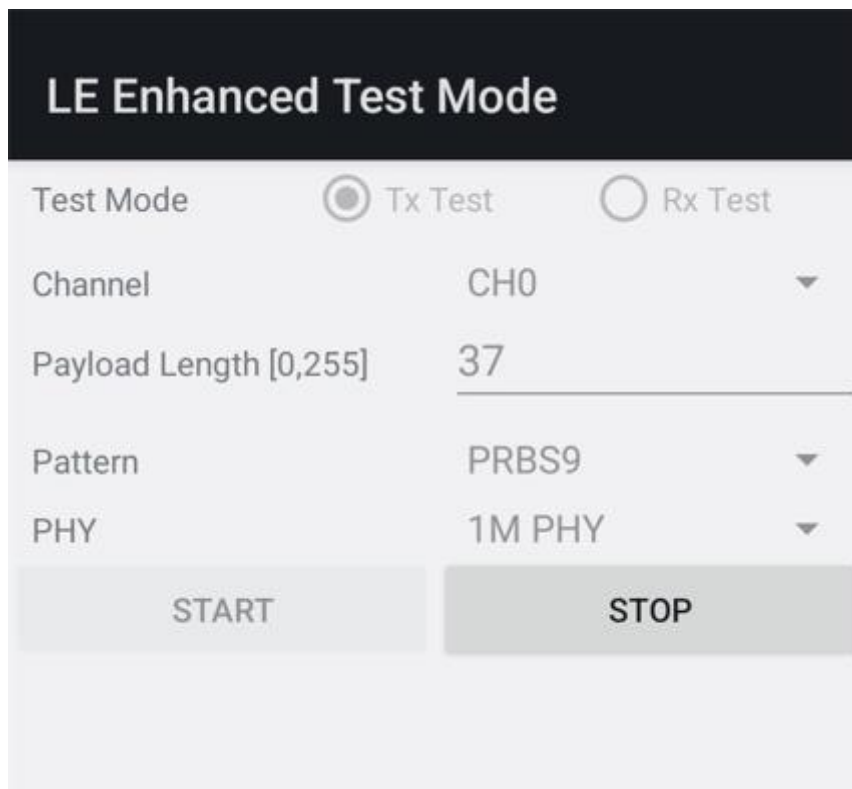 LE Enhanced Test Mode
Test Mode Tx Test Rx Test
Channel CH0
Payload Length [0,255] 37
Pattern PRBS9
PHY 1M PHY
START STOP